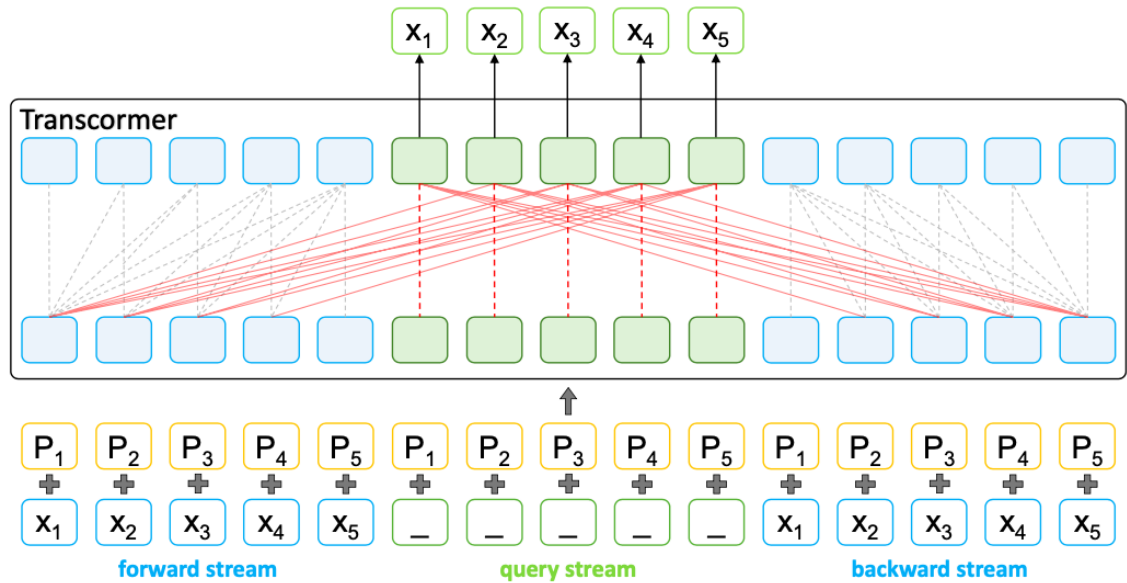 x₁ x₂ x₃ x₄ x₅
Transcormer
P₁ P₂ P₃ P₄ P₅ P₁ P₂ P₃ P₄ P₅ P₁ P₂ P₃ P₄ P₅
+ + + + + + + + + + + + + + +
x₁ x₂ x₃ x₄ x₅ _ _ _ _ _ x₁ x₂ x₃ x₄ x₅
forward stream query stream backward stream